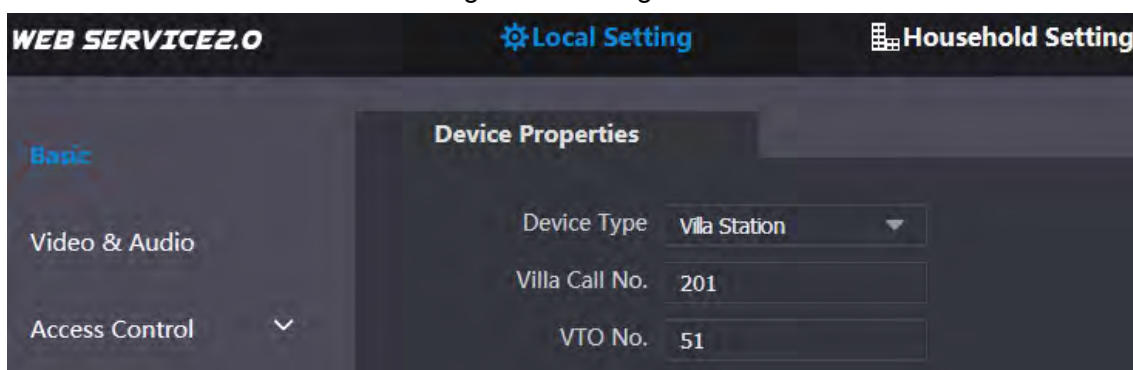 WEB SERVICE2.0
Local Setting
Household Setting
Basic
Device Properties
Video & Audio
Device Type Villa Station
Villa Call No. 201
Access Control
VTO No. 51